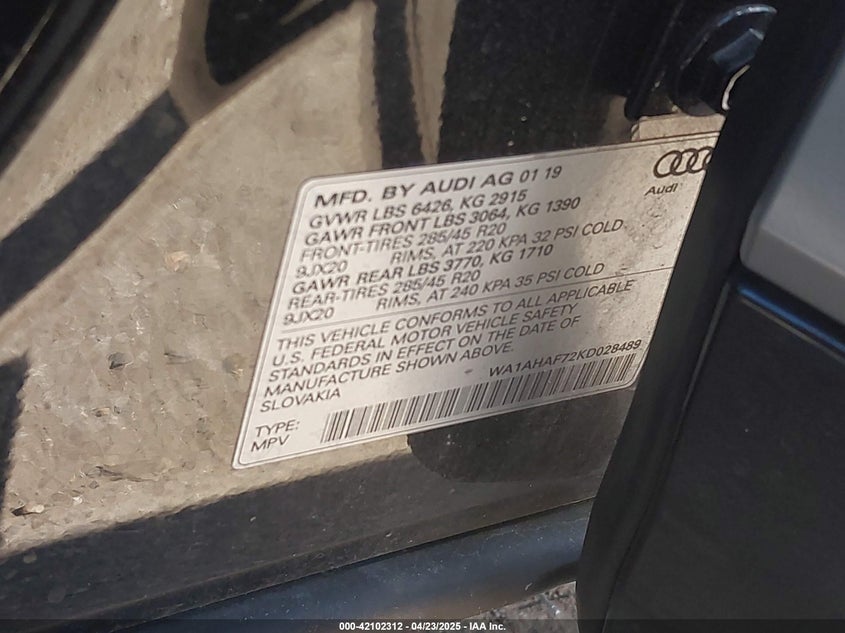 MFD. BY AUDI AG 01 19
Audi
GVWR LBS 6426, KG 2915
GAWR FRONT LBS 3064, KG 1390
FRONT-TIRES 285/45 R20
9JX20 RIMS, AT 220 KPA 32 PSI COLD
GAWR REAR LBS 3770, KG 1710
REAR-TIRES 285/45 R20
9JX20 RIMS, AT 240 KPA 35 PSI COLD
THIS VEHICLE CONFORMS TO ALL APPLICABLE
U.S. FEDERAL MOTOR VEHICLE SAFETY
STANDARDS IN EFFECT ON THE DATE OF
MANUFACTURE SHOWN ABOVE.
SLOVAKIA
WA1AHAF72KD028489
TYPE:
MPV
000-42102312 - 04/23/2025 - IAA Inc.